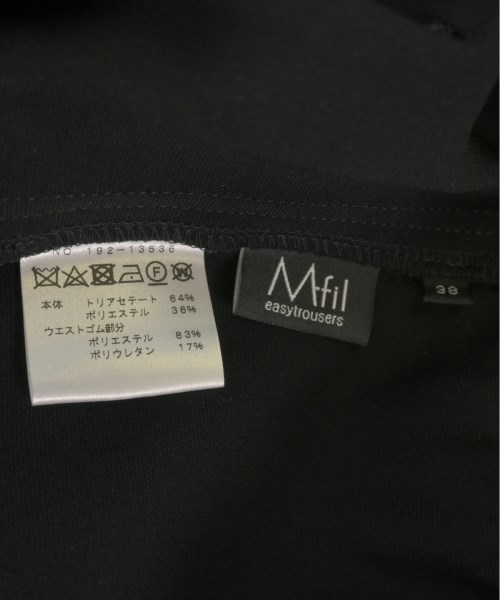 NO 192-13536
本体 トリアセテート 64%
ポリエステル 36%
ウエストゴム部分
ポリエステル 83%
ポリウレタン 17%
M-fil
easytrousers
38